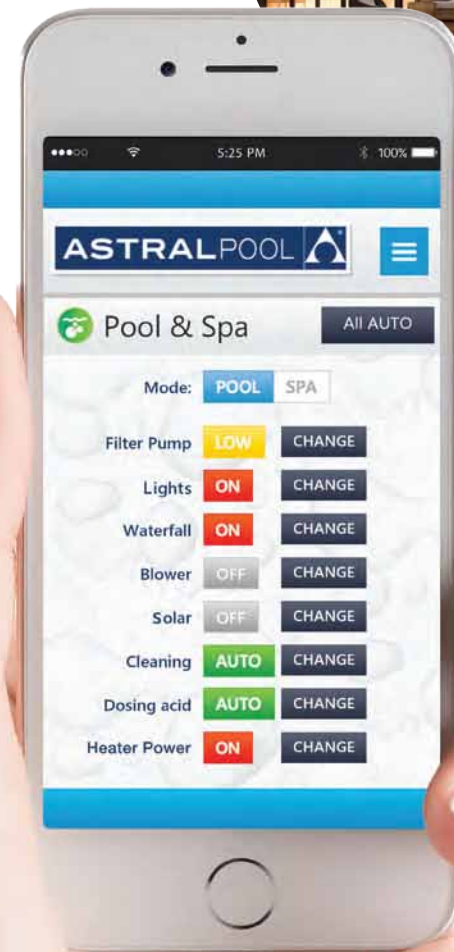 5:25 PM 100%
ASTRALPOOL
Pool & Spa All AUTO
Mode: POOL SPA
Filter Pump LOW CHANGE
Lights ON CHANGE
Waterfall ON CHANGE
Blower OFF CHANGE
Solar OFF CHANGE
Cleaning AUTO CHANGE
Dosing acid AUTO CHANGE
Heater Power ON CHANGE